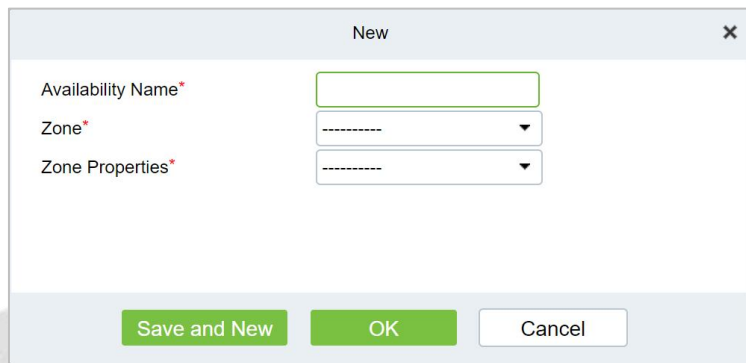 New
Availability Name*
Zone* ----------
Zone Properties* ----------
Save and New OK Cancel